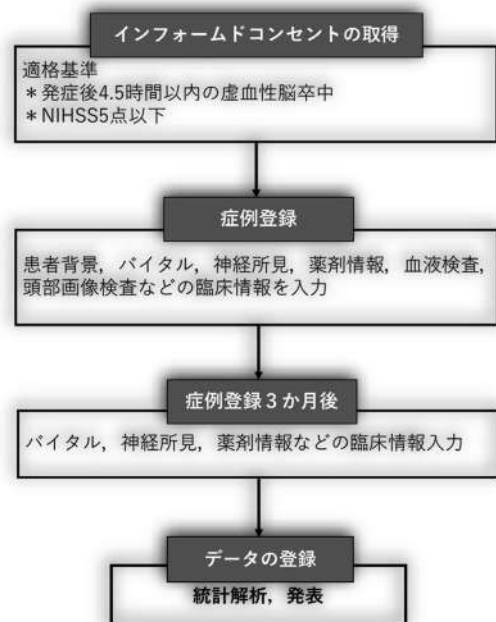 インフォームドコンセントの取得
適格基準
＊発症後4.5時間以内の虚血性脳卒中
＊NIHSS5点以下
症例登録
患者背景，バイタル，神経所見，薬剤情報，血液検査，
頭部画像検査などの臨床情報を入力
症例登録３か月後
バイタル，神経所見，薬剤情報などの臨床情報入力
データの登録
統計解析，発表